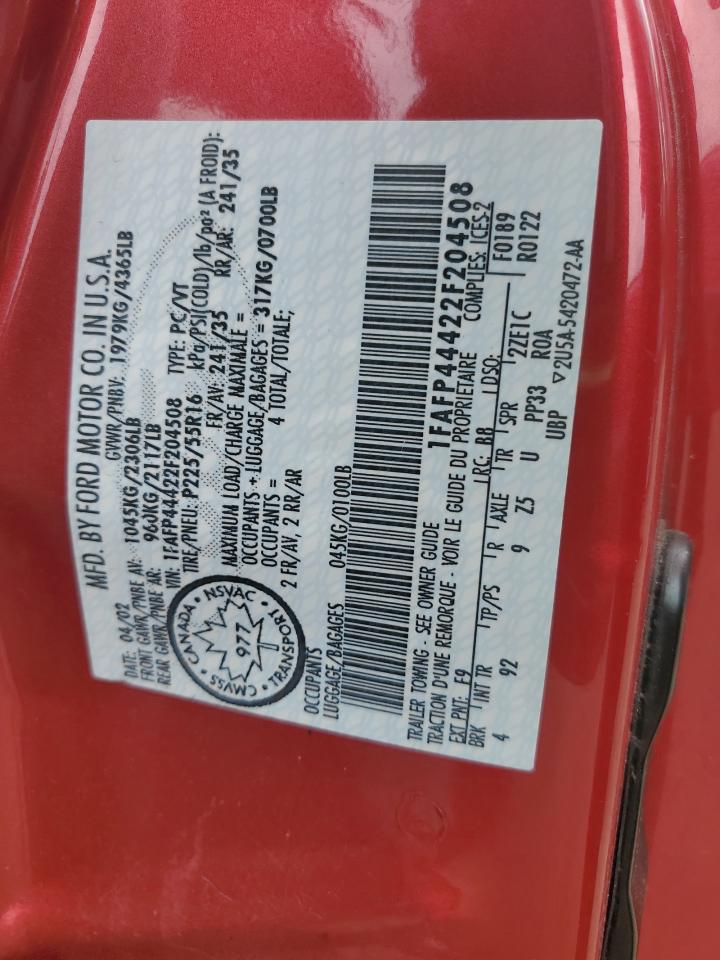 MFD. BY FORD MOTOR CO. IN U.S.A.
DATE: 04/02 GVWR/PNBV: 1979KG/4365LB
FRONT GAWR/PNBE AV: 1045KG/2306LB
REAR GAWR/PNBE AR: 960KG/2117LB
VIN: 1FAFP44422F204508 TYPE: PC/VT
TIRE/PNEU: P225/55R16 kPa/PSI(COLD)/lb/po² (A FROID):
FR/AV: 241/35 RR/AR: 241/35
MAXIMUM LOAD/CHARGE MAXIMALE =
OCCUPANTS + LUGGAGE/BAGAGES = 317KG/0700LB
OCCUPANTS = 4 TOTAL/TOTALE;
2 FR/AV, 2 RR/AR
CANADA • NSVAC • TRANSPORT • CMVSS •
977
OCCUPANTS
LUGGAGE/BAGAGES 045KG/0100LB
1FAFP44422F204508
TRAILER TOWING - SEE OWNER GUIDE
TRACTION D'UNE REMORQUE - VOIR LE GUIDE DU PROPRIETAIRE COMPLIES: ICES-2
EXT PNT: E9 RC: BB DSO: F0189
BRK INT TR TP/PS R AXLE TR SPR 2ZE1C R0122
4 92 9 Z5 U PP33 ROA
UBP ▽2U5A-5420472-AA